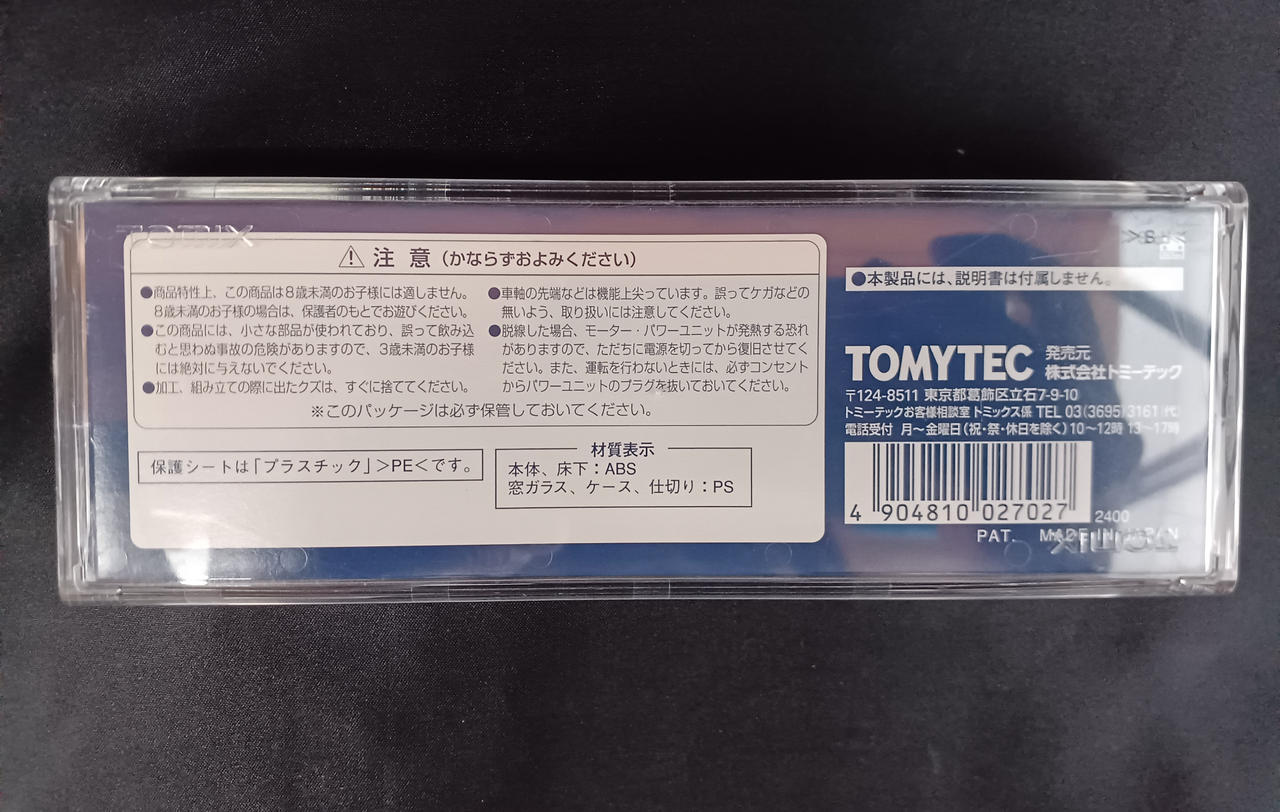 TOMIX
注意(かならずおよみください)
●商品特性上、この商品は8歳未満のお子様には適しません。
8歳未満のお子様の場合は、保護者のもとでお遊びください。
●この商品には、小さな部品が使われており、誤って飲み込
むと思わぬ事故の危険がありますので、3歳未満のお子様
には絶対に与えないでください。
●加工、組み立ての際に出たクズは、すぐに捨ててください。
●車軸の先端などは機能上尖っています。誤ってケガなどの
無いよう、取り扱いには注意してください。
●脱線した場合、モーター・パワーユニットが発熱する恐れ
がありますので、ただちに電源を切ってから復旧させてく
ださい。また、運転を行わないときには、必ずコンセント
からパワーユニットのプラグを抜いておいてください。
※このパッケージは必ず保管しておいてください。
保護シートは「プラスチック」>PE<です。
材質表示
本体、床下:ABS
窓ガラス、ケース、仕切り:PS
●本製品には、説明書は付属しません。
TOMYTEC 発売元
株式会社トミーテック
〒124-8511 東京都葛飾区立石7-9-10
トミーテックお客様相談室 トミックス係 TEL 03(3695)3161(代)
電話受付 月〜金曜日(祝・祭・休日を除く)10〜12時 13〜17時
4 904810 027027
2400
PAT. MADE IN JAPAN
TOMIX